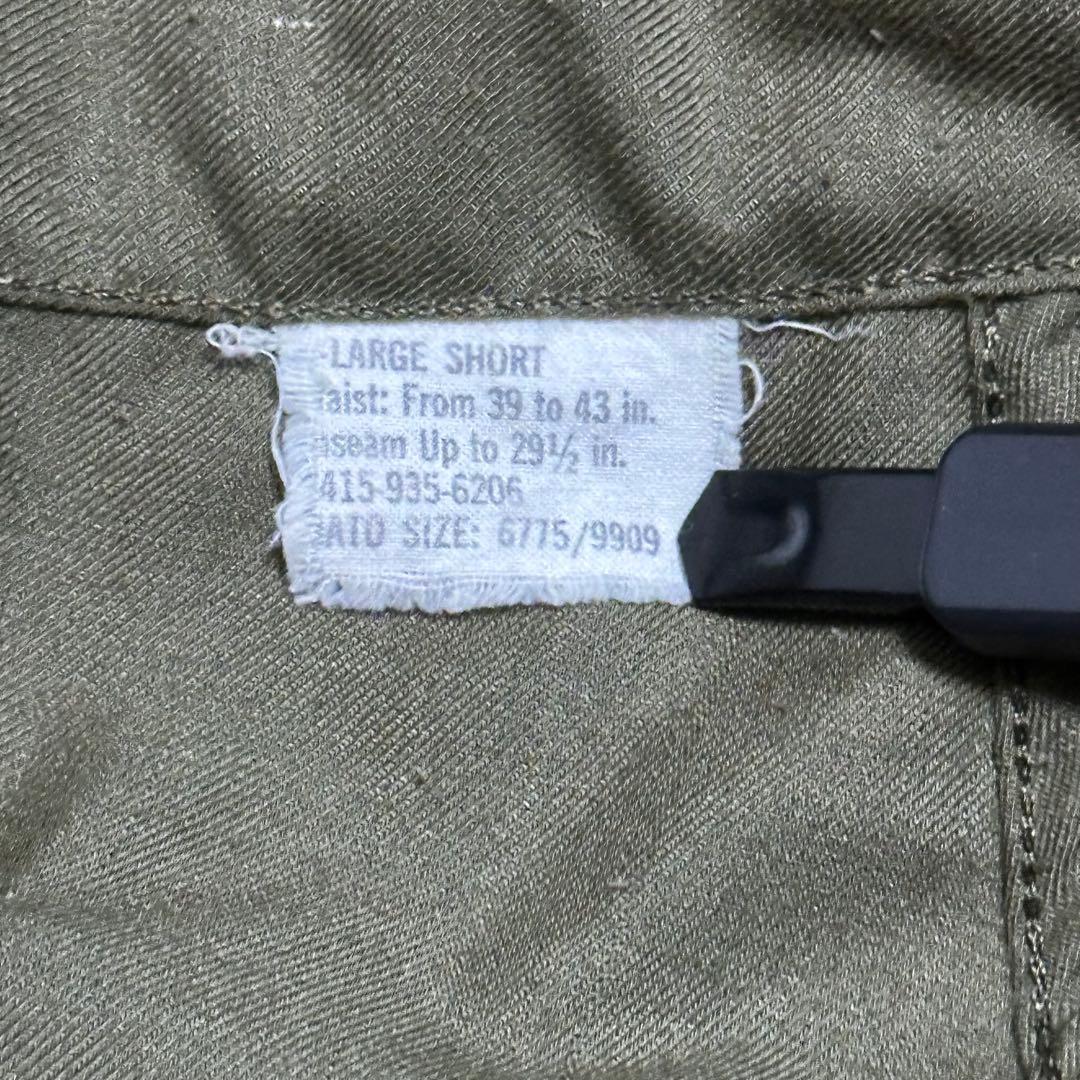 -LARGE SHORT
aist: From 39 to 43 in.
seam Up to 29½ in.
415-935-6206
ATO SIZE: 6775/9909